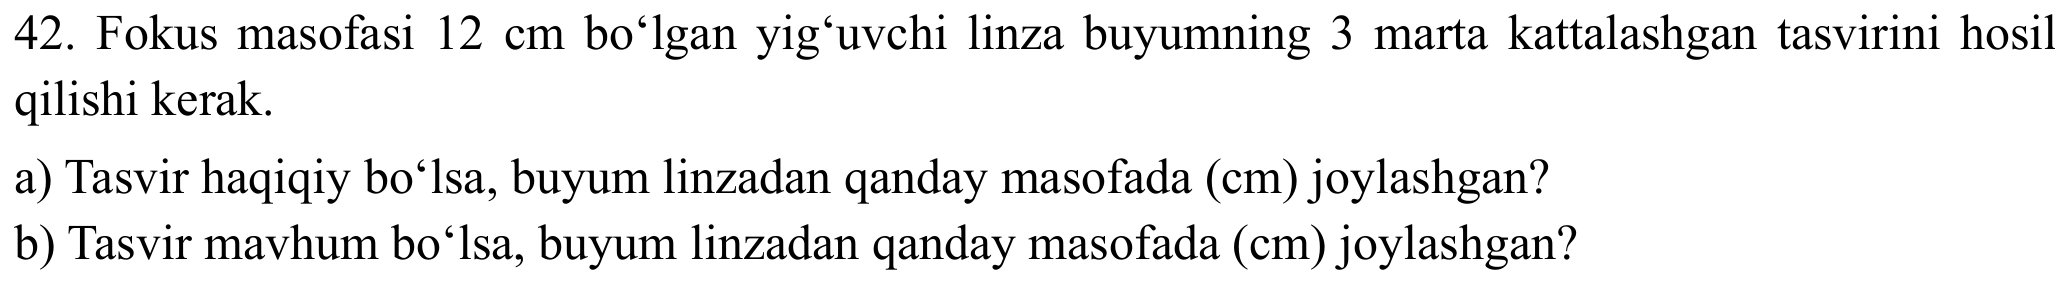 42. Fokus masofasi 12 cm bo‘lgan yig‘uvchi linza buyumning 3 marta kattalashgan tasvirini hosil
qilishi kerak.
a) Tasvir haqiqiy bo‘lsa, buyum linzadan qanday masofada (cm) joylashgan?
b) Tasvir mavhum bo‘lsa, buyum linzadan qanday masofada (cm) joylashgan?